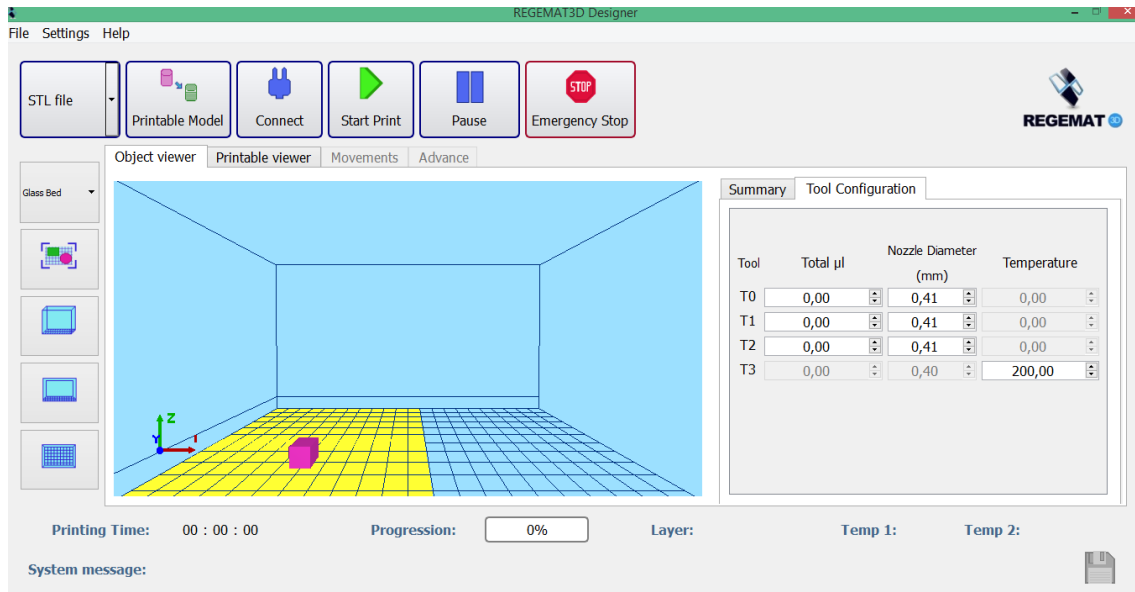 REGEMAT3D Designer
File Settings Help
STL file
Printable Model
Connect
Start Print
Pause
STOP
Emergency Stop
REGEMAT 3D
Object viewer Printable viewer Movements Advance
Glass Bed
Summary Tool Configuration
Tool Total µl Nozzle Diameter (mm) Temperature
T0 0,00 0,41 0,00
T1 0,00 0,41 0,00
T2 0,00 0,41 0,00
T3 0,00 0,40 200,00
Z
Y
Printing Time: 00 : 00 : 00 Progression: 0% Layer: Temp 1: Temp 2:
System message: